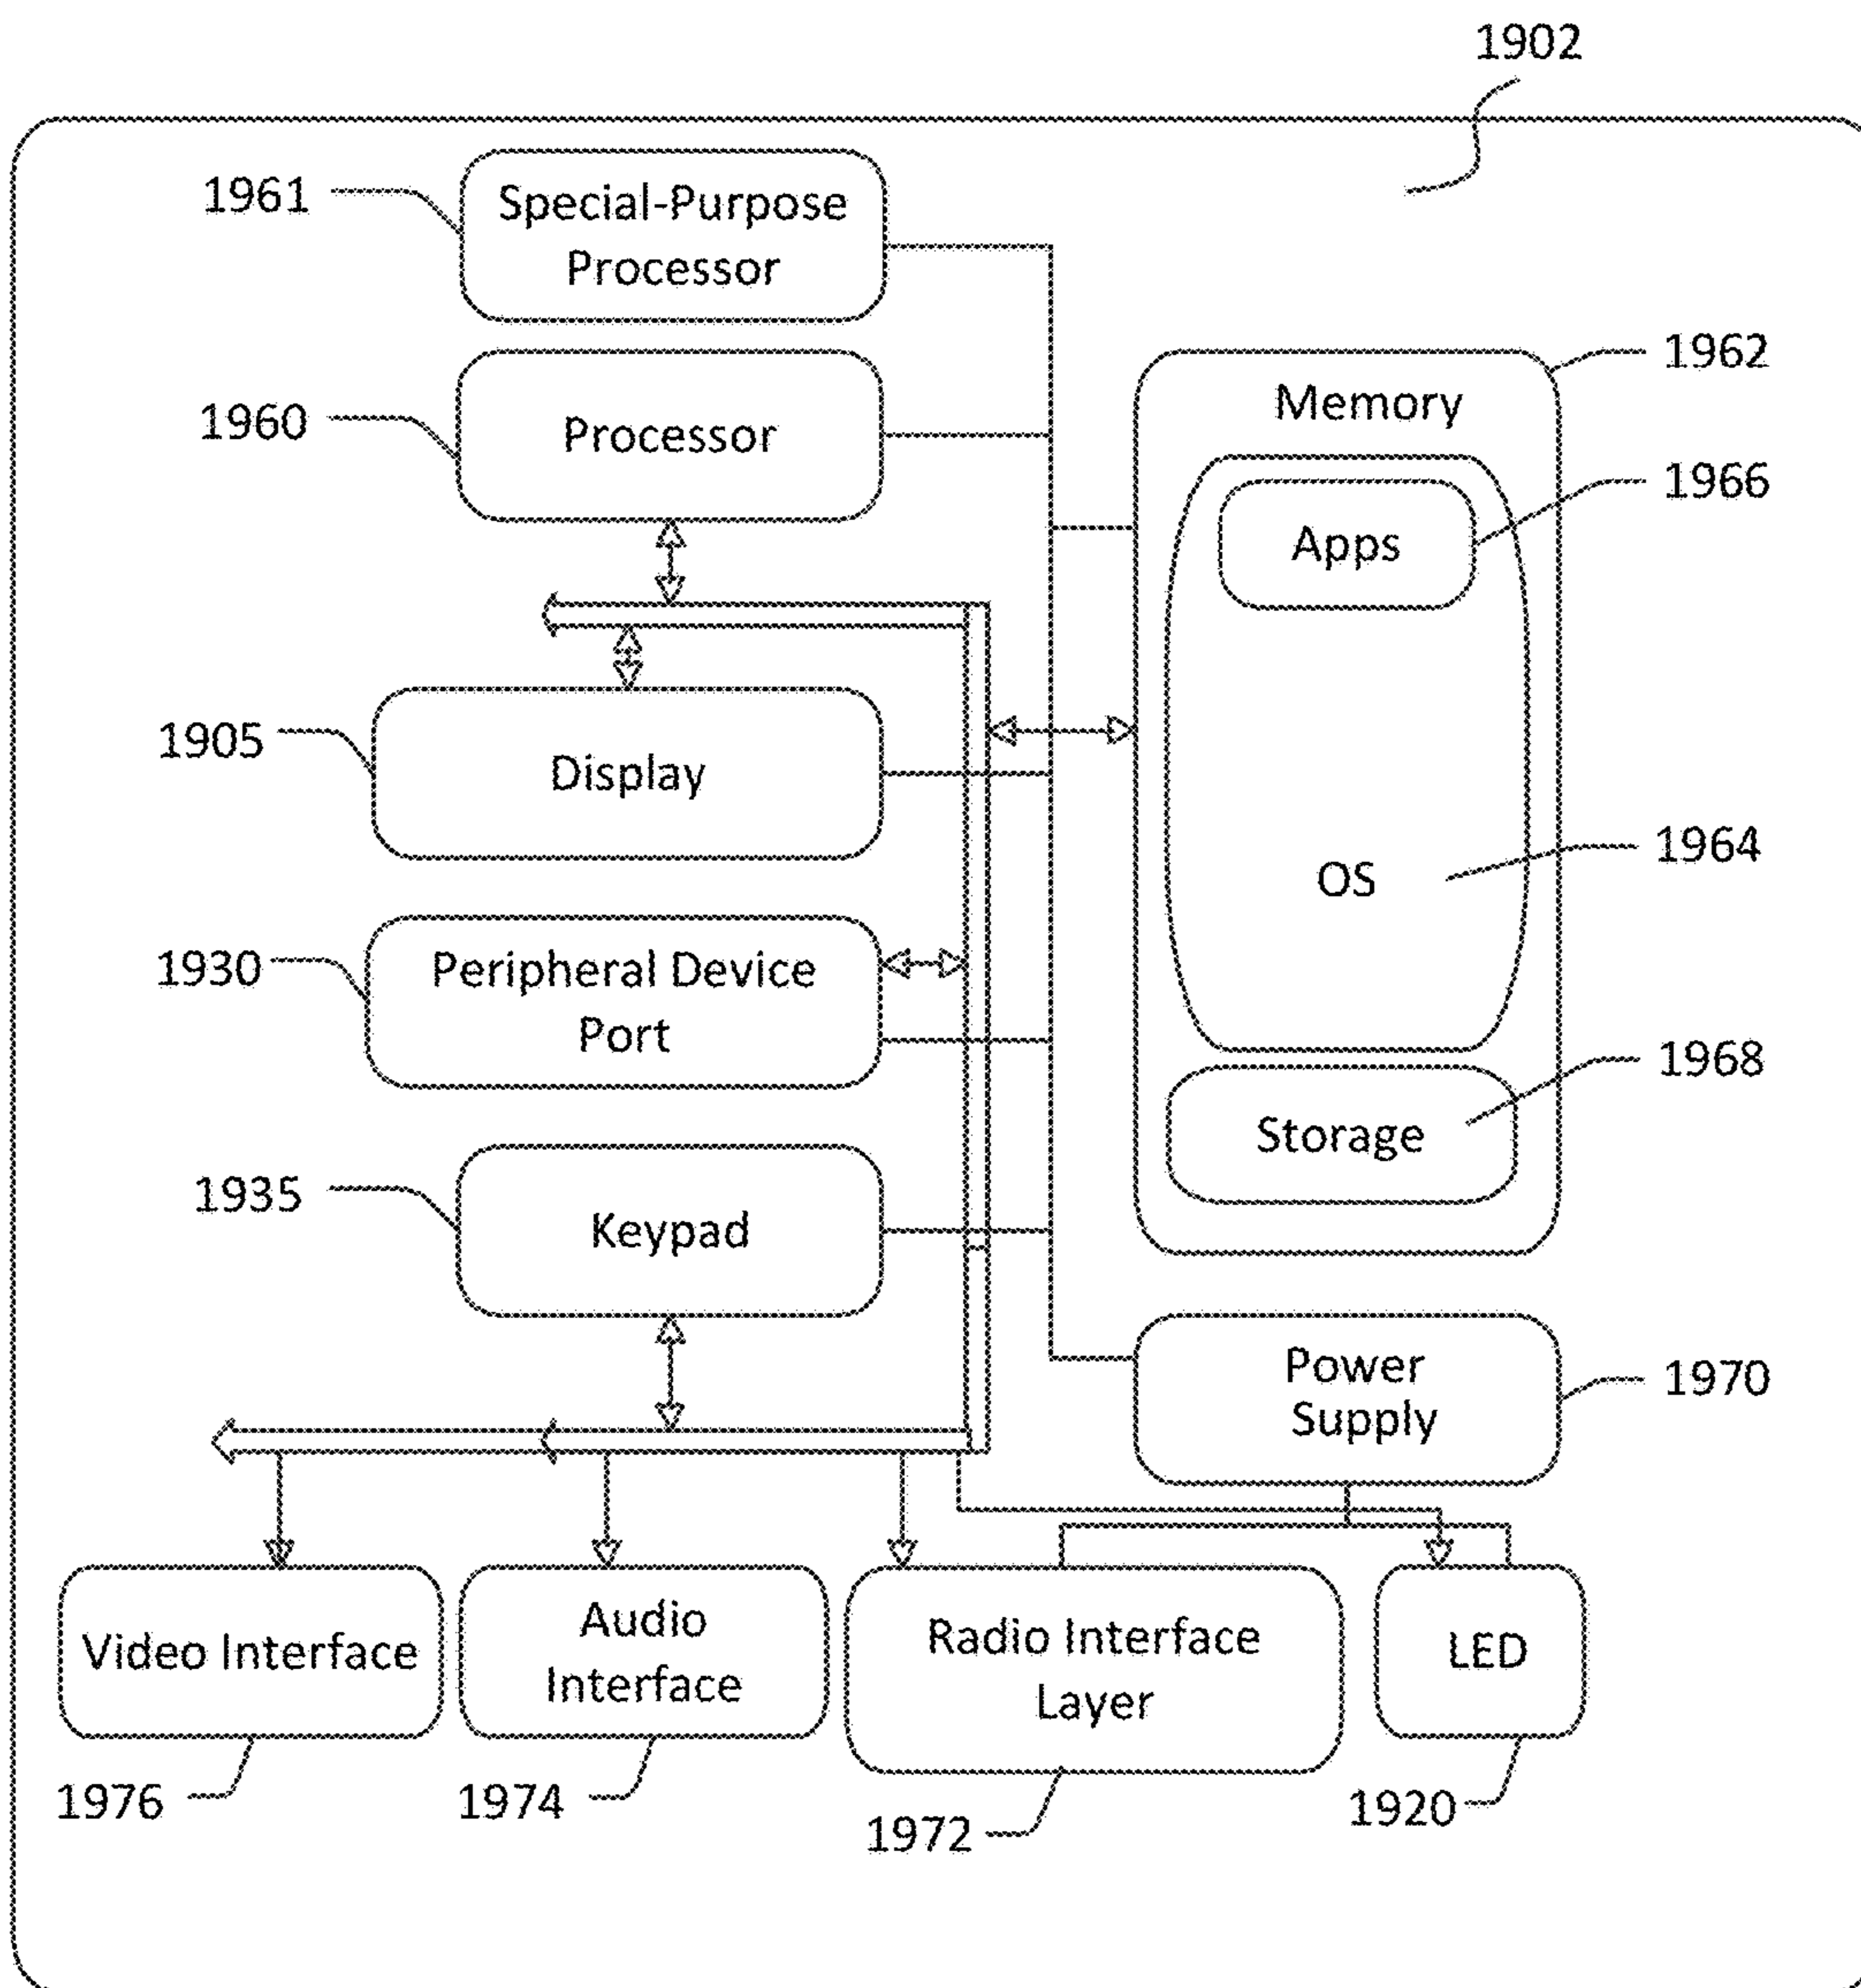 1902
1961
Special-Purpose
Processor
1962
Memory
1960
Processor
1966
Apps
1905
Display
1964
OS
1930
Peripheral Device
Port
1968
Storage
1935
Keypad
Power
Supply
1970
Video Interface
Audio
Interface
Radio Interface
Layer
LED
1976
1974
1972
1920